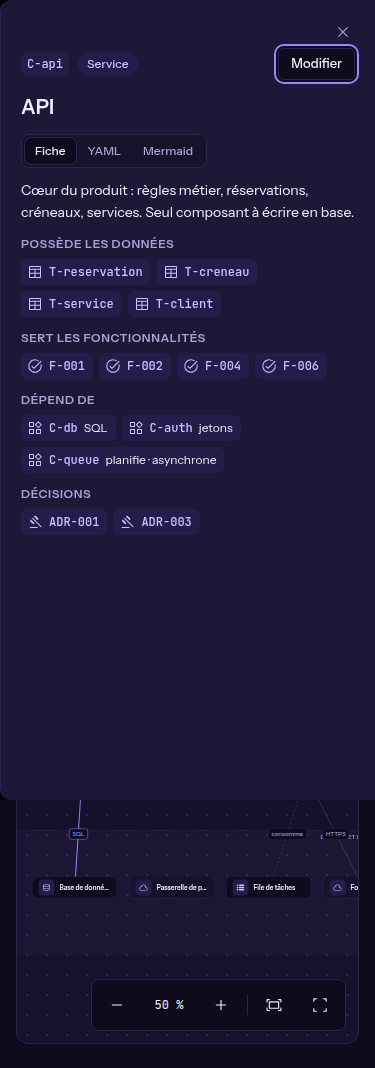 C-api Service Modifier
API
Fiche YAML Mermaid
Cœur du produit : règles métier, réservations,
créneaux, services. Seul composant à écrire en base.
POSSÈDE LES DONNÉES
T-reservation T-creneau
T-service T-client
SERT LES FONCTIONNALITÉS
F-001 F-002 F-004 F-006
DÉPEND DE
C-db SQL C-auth jetons
C-queue planifie · asynchrone
DÉCISIONS
ADR-001 ADR-003
SQL consomme HTTPS
Base de donné... Passerelle de p... File de tâches Fo
50 %